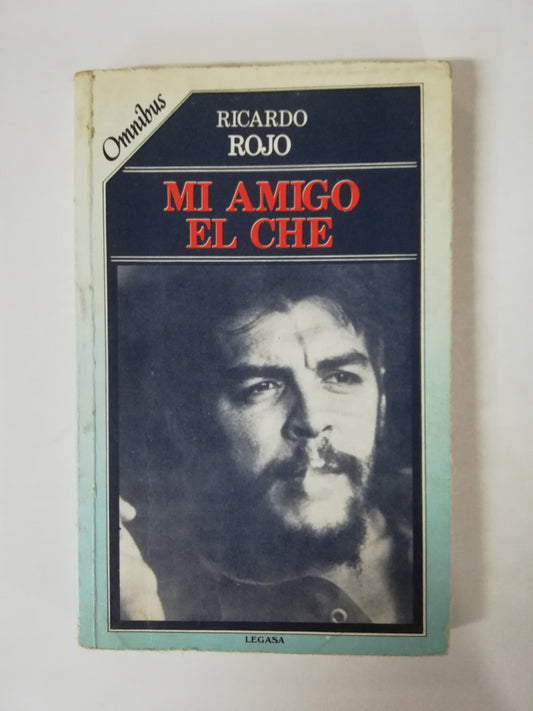 Omnibus
RICARDO
ROJO
MI AMIGO
EL CHE
LEGASA